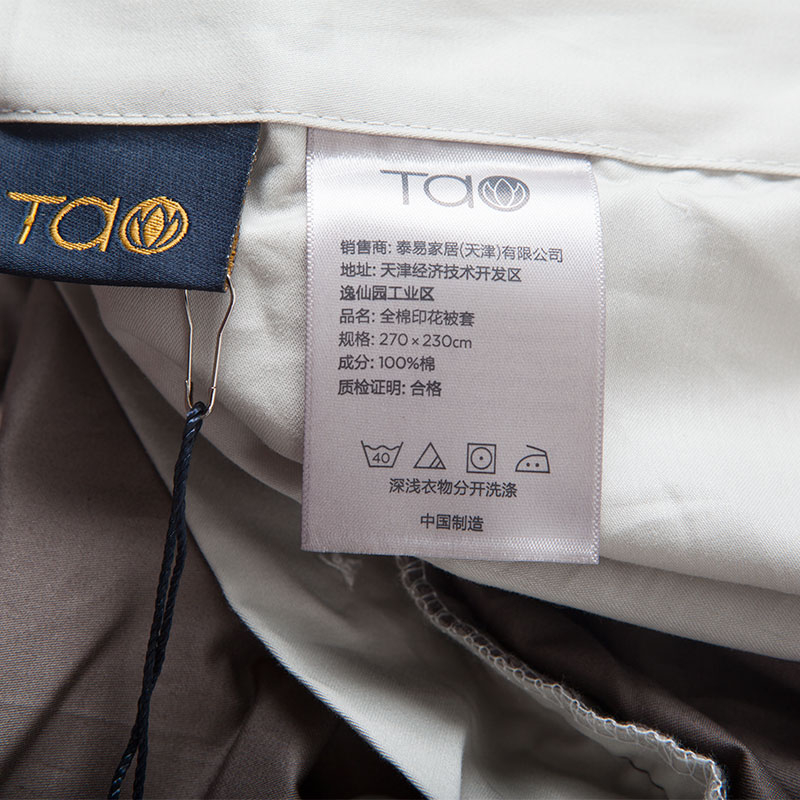 TAO
TAO
销售商: 泰易家居(天津)有限公司
地址: 天津经济技术开发区
逸仙园工业区
品名: 全棉印花被套
规格: 270×230cm
成分: 100%棉
质检证明: 合格
40
深浅衣物分开洗涤
中国制造